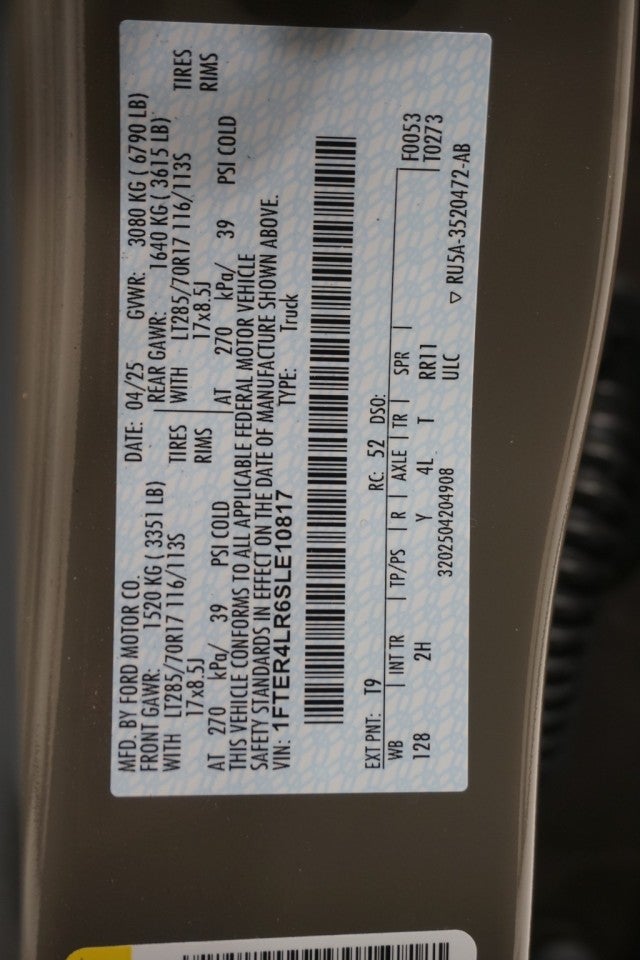 MFD. BY FORD MOTOR CO. DATE: 04/25 GVWR: 3080 KG ( 6790 LB)
FRONT GAWR: 1520 KG ( 3351 LB) REAR GAWR: 1640 KG ( 3615 LB)
WITH LT285/70R17 116/113S TIRES WITH LT285/70R17 116/113S TIRES
17x8.5J RIMS 17x8.5J RIMS
AT 270 kPa/ 39 PSI COLD AT 270 kPa/ 39 PSI COLD
THIS VEHICLE CONFORMS TO ALL APPLICABLE FEDERAL MOTOR VEHICLE
SAFETY STANDARDS IN EFFECT ON THE DATE OF MANUFACTURE SHOWN ABOVE.
VIN: 1FTER4LR6SLE10817 TYPE: Truck
EXT PNT: T9 RC: 52 DSO: F0053
WB | INT TR | TP/PS | R | AXLE | TR | SPR | T0273
128 2H Y 4L T RR11
ULC
3202504204908 ▽ RU5A-3520472-AB